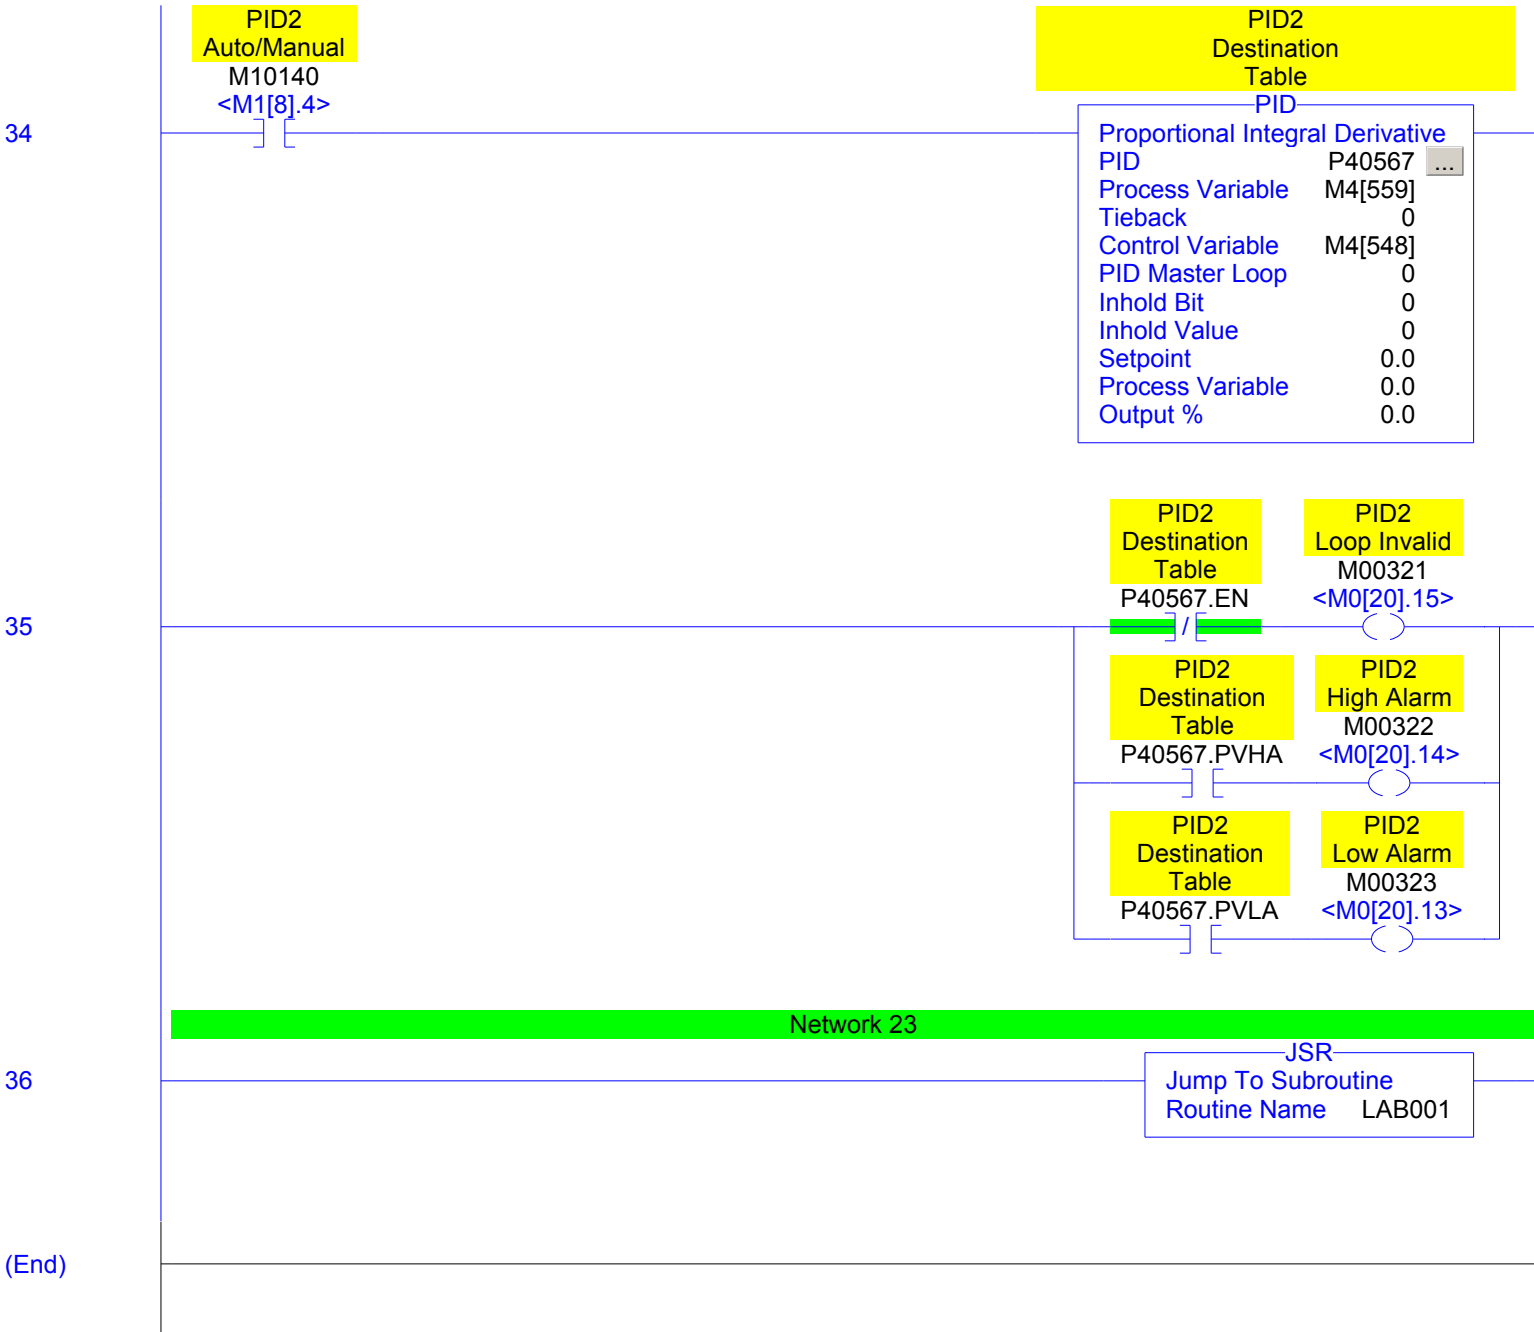 PID2
Auto/Manual
M10140
<M1[8].4>
PID2
Destination
Table
34
PID
Proportional Integral Derivative
PID P40567 ...
Process Variable M4[559]
Tieback 0
Control Variable M4[548]
PID Master Loop 0
Inhold Bit 0
Inhold Value 0
Setpoint 0.0
Process Variable 0.0
Output % 0.0
35
PID2
Destination
Table
P40567.EN
/
PID2
Loop Invalid
M00321
<M0[20].15>
PID2
Destination
Table
P40567.PVHA
PID2
High Alarm
M00322
<M0[20].14>
PID2
Destination
Table
P40567.PVLA
PID2
Low Alarm
M00323
<M0[20].13>
Network 23
36
JSR
Jump To Subroutine
Routine Name LAB001
(End)